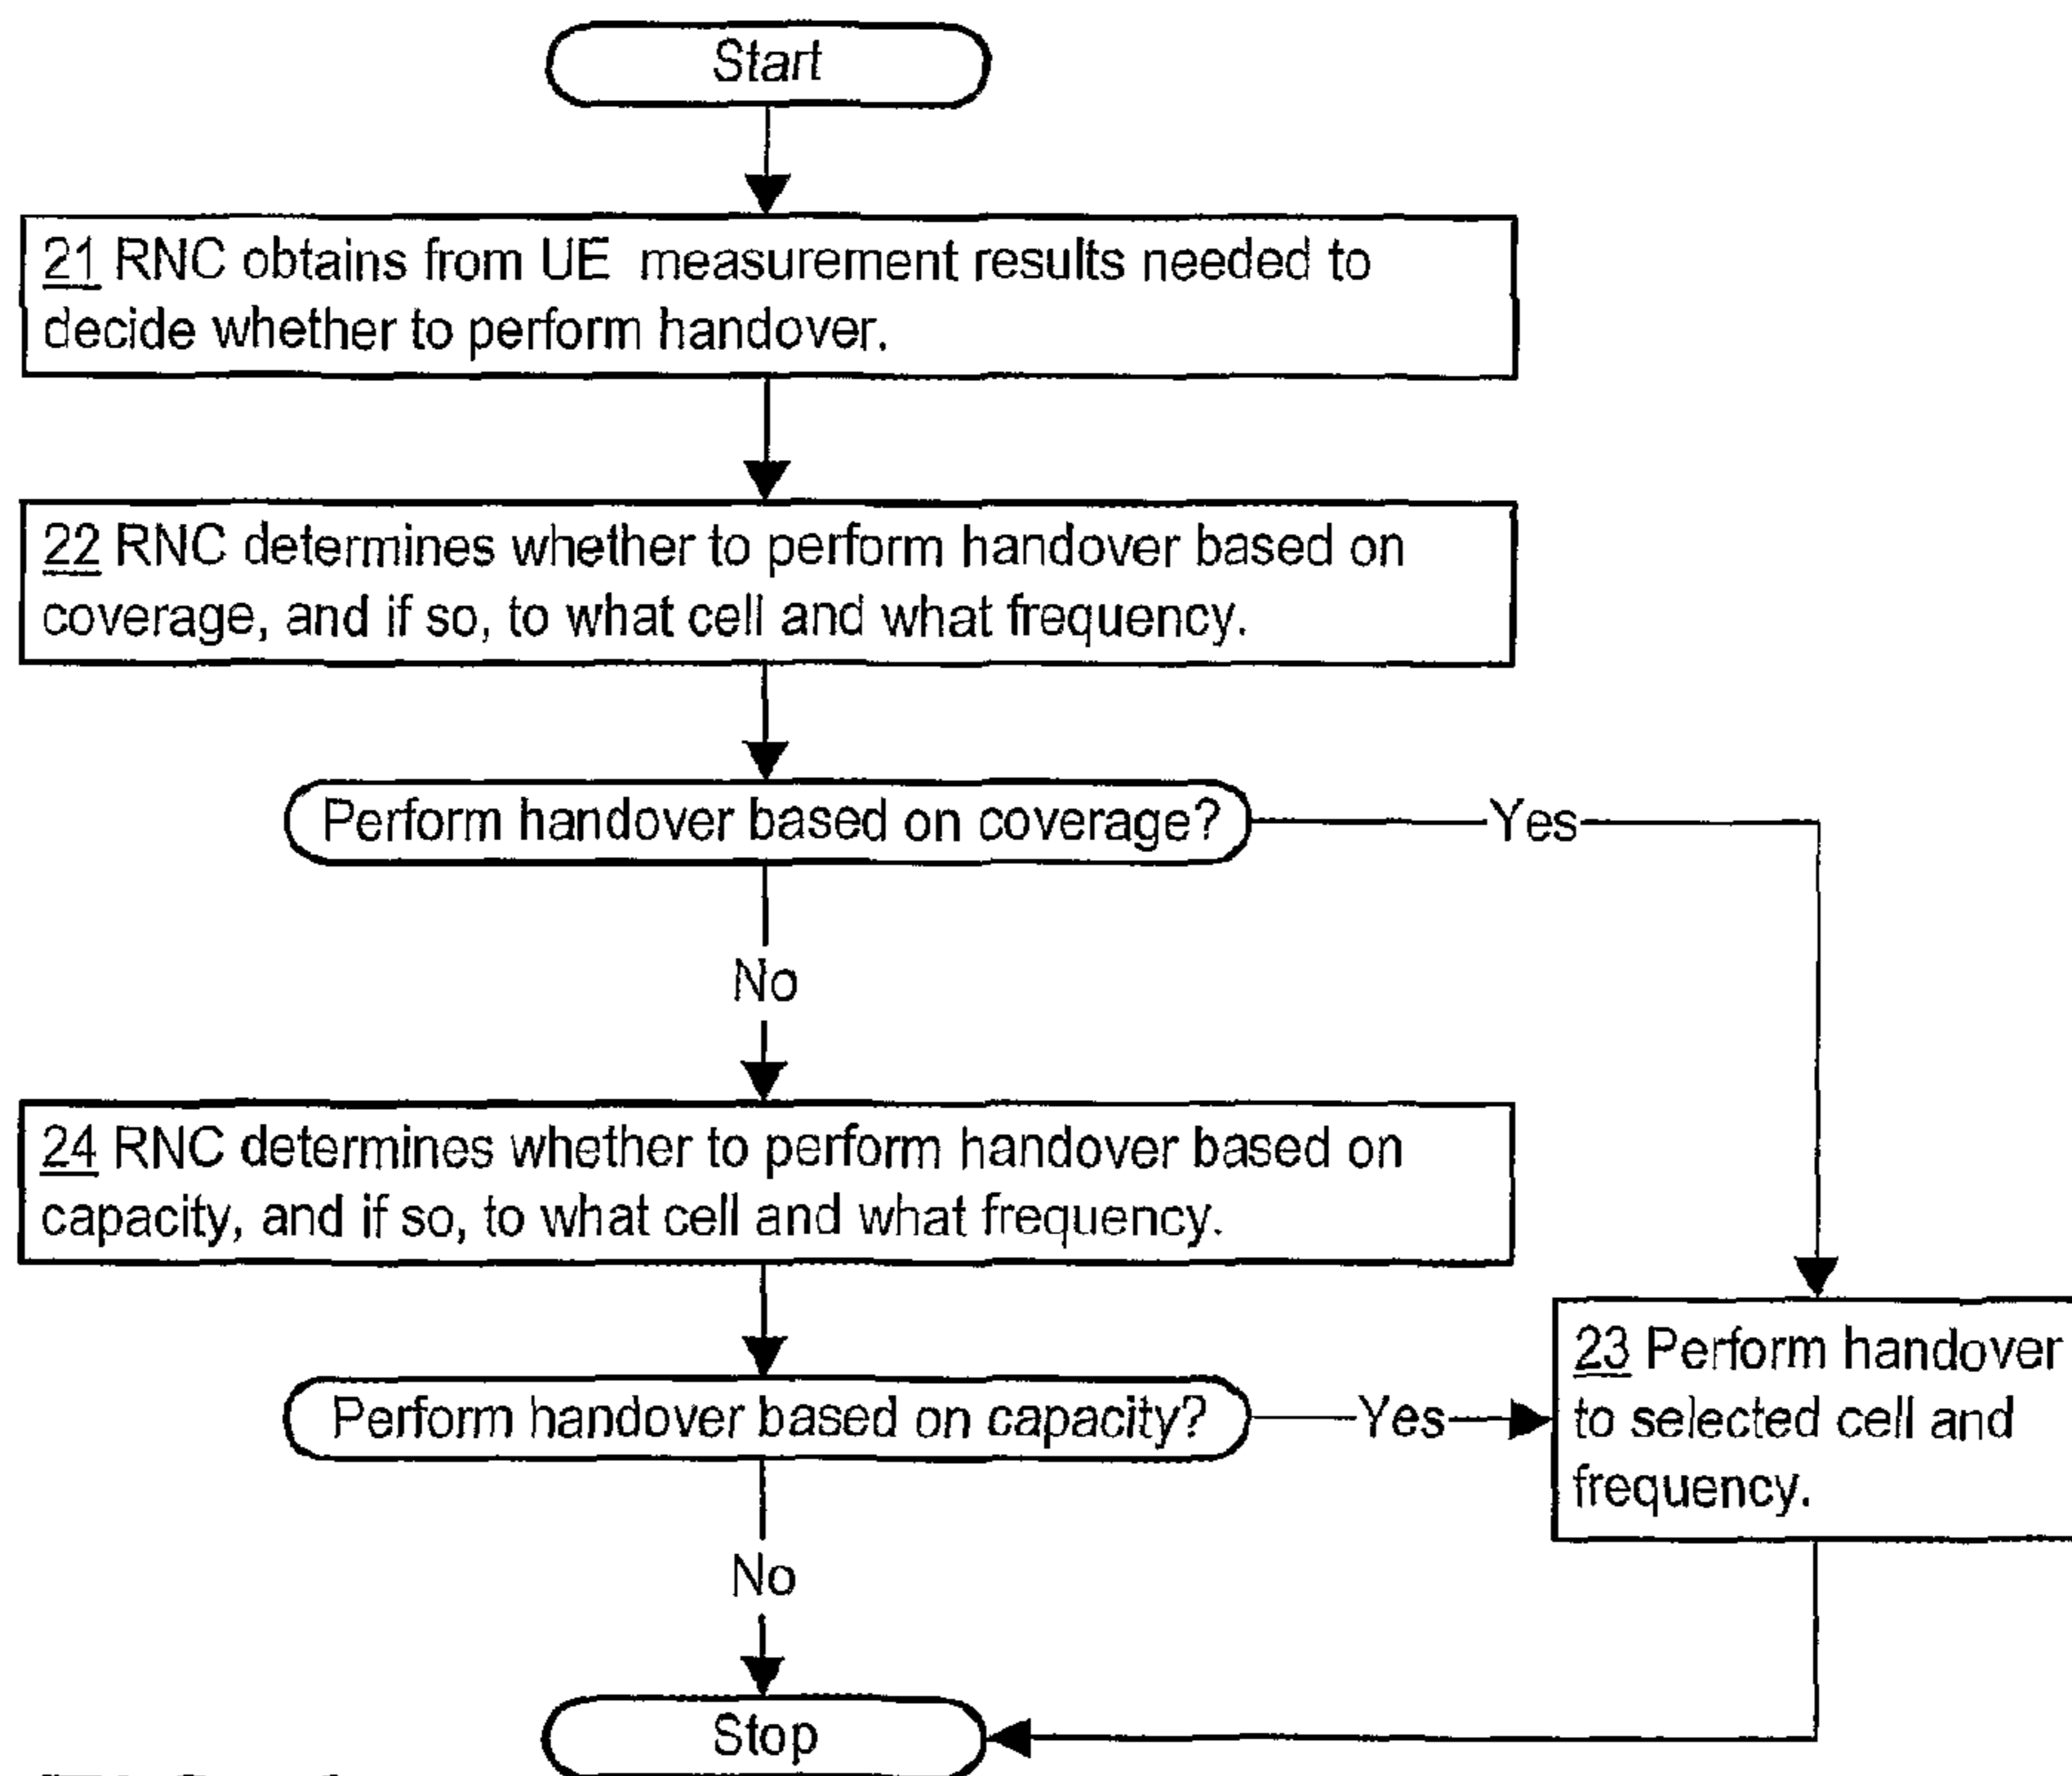 Start
21 RNC obtains from UE measurement results needed to
decide whether to perform handover.
22 RNC determines whether to perform handover based on
coverage, and if so, to what cell and what frequency.
Perform handover based on coverage?
Yes
No
24 RNC determines whether to perform handover based on
capacity, and if so, to what cell and what frequency.
Perform handover based on capacity?
Yes
23 Perform handover
to selected cell and
frequency.
No
Stop